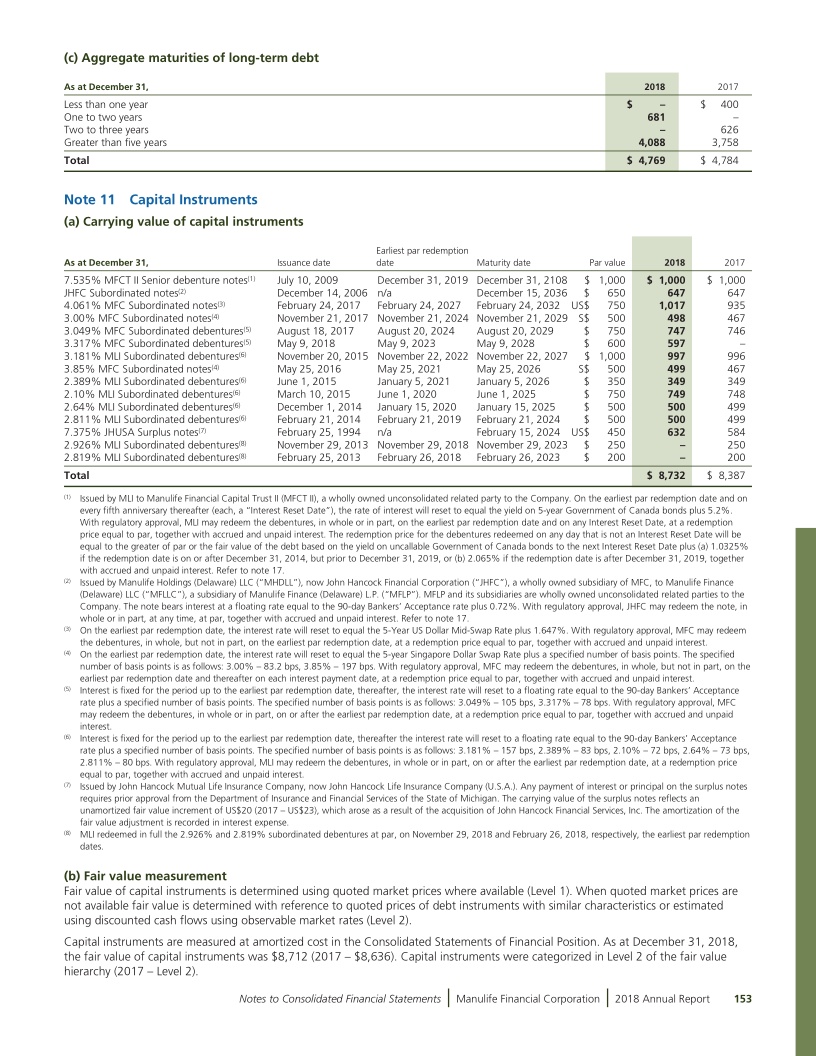 (c) Aggregate maturities of long-term debt
As at December 31, 2018 2017
Less than one year $ – $ 400
One to two years 681 –
Two to three years – 626
Greater than five years 4,088 3,758
Total $ 4,769 $ 4,784
Note 11 Capital Instruments
(a) Carrying value of capital instruments
As at December 31, Issuance date Earliest par redemption date Maturity date Par value 2018 2017
7.535% MFCT II Senior debenture notes(1) July 10, 2009 December 31, 2019 December 31, 2108 $ 1,000 $ 1,000 $ 1,000
JHFC Subordinated notes(2) December 14, 2006 n/a December 15, 2036 $ 650 647 647
4.061% MFC Subordinated notes(3) February 24, 2017 February 24, 2027 February 24, 2032 US$ 750 1,017 935
3.00% MFC Subordinated notes(4) November 21, 2017 November 21, 2024 November 21, 2029 S$ 500 498 467
3.049% MFC Subordinated debentures(5) August 18, 2017 August 20, 2024 August 20, 2029 $ 750 747 746
3.317% MFC Subordinated debentures(5) May 9, 2018 May 9, 2023 May 9, 2028 $ 600 597 –
3.181% MLI Subordinated debentures(6) November 20, 2015 November 22, 2022 November 22, 2027 $ 1,000 997 996
3.85% MFC Subordinated notes(4) May 25, 2016 May 25, 2021 May 25, 2026 S$ 500 499 467
2.389% MLI Subordinated debentures(6) June 1, 2015 January 5, 2021 January 5, 2026 $ 350 349 349
2.10% MLI Subordinated debentures(6) March 10, 2015 June 1, 2020 June 1, 2025 $ 750 749 748
2.64% MLI Subordinated debentures(6) December 1, 2014 January 15, 2020 January 15, 2025 $ 500 500 499
2.811% MLI Subordinated debentures(6) February 21, 2014 February 21, 2019 February 21, 2024 $ 500 500 499
7.375% JHUSA Surplus notes(7) February 25, 1994 n/a February 15, 2024 US$ 450 632 584
2.926% MLI Subordinated debentures(8) November 29, 2013 November 29, 2018 November 29, 2023 $ 250 – 250
2.819% MLI Subordinated debentures(8) February 25, 2013 February 26, 2018 February 26, 2023 $ 200 – 200
Total $ 8,732 $ 8,387
(1) Issued by MLI to Manulife Financial Capital Trust II (MFCT II), a wholly owned unconsolidated related party to the Company. On the earliest par redemption date and on
every fifth anniversary thereafter (each, a “Interest Reset Date”), the rate of interest will reset to equal the yield on 5-year Government of Canada bonds plus 5.2%.
With regulatory approval, MLI may redeem the debentures, in whole or in part, on the earliest par redemption date and on any Interest Reset Date, at a redemption
price equal to par, together with accrued and unpaid interest. The redemption price for the debentures redeemed on any day that is not an Interest Reset Date will be
equal to the greater of par or the fair value of the debt based on the yield on uncallable Government of Canada bonds to the next Interest Reset Date plus (a) 1.0325%
if the redemption date is on or after December 31, 2014, but prior to December 31, 2019, or (b) 2.065% if the redemption date is after December 31, 2019, together
with accrued and unpaid interest. Refer to note 17.
(2) Issued by Manulife Holdings (Delaware) LLC (“MHDLL”), now John Hancock Financial Corporation (“JHFC”), a wholly owned subsidiary of MFC, to Manulife Finance
(Delaware) LLC (“MFLLC”), a subsidiary of Manulife Finance (Delaware) L.P. (“MFLP”). MFLP and its subsidiaries are wholly owned unconsolidated related parties to the
Company. The note bears interest at a floating rate equal to the 90-day Bankers’ Acceptance rate plus 0.72%. With regulatory approval, JHFC may redeem the note, in
whole or in part, at any time, at par, together with accrued and unpaid interest. Refer to note 17.
(3) On the earliest par redemption date, the interest rate will reset to equal the 5-Year US Dollar Mid-Swap Rate plus 1.647%. With regulatory approval, MFC may redeem
the debentures, in whole, but not in part, on the earliest par redemption date, at a redemption price equal to par, together with accrued and unpaid interest.
(4) On the earliest par redemption date, the interest rate will reset to equal the 5-year Singapore Dollar Swap Rate plus a specified number of basis points. The specified
number of basis points is as follows: 3.00% – 83.2 bps, 3.85% – 197 bps. With regulatory approval, MFC may redeem the debentures, in whole, but not in part, on the
earliest par redemption date and thereafter on each interest payment date, at a redemption price equal to par, together with accrued and unpaid interest.
(5) Interest is fixed for the period up to the earliest par redemption date, thereafter, the interest rate will reset to a floating rate equal to the 90-day Bankers’ Acceptance
rate plus a specified number of basis points. The specified number of basis points is as follows: 3.049% – 105 bps, 3.317% – 78 bps. With regulatory approval, MFC
may redeem the debentures, in whole or in part, on or after the earliest par redemption date, at a redemption price equal to par, together with accrued and unpaid
interest.
(6) Interest is fixed for the period up to the earliest par redemption date, thereafter the interest rate will reset to a floating rate equal to the 90-day Bankers’ Acceptance
rate plus a specified number of basis points. The specified number of basis points is as follows: 3.181% – 157 bps, 2.389% – 83 bps, 2.10% – 72 bps, 2.64% – 73 bps,
2.811% – 80 bps. With regulatory approval, MLI may redeem the debentures, in whole or in part, on or after the earliest par redemption date, at a redemption price
equal to par, together with accrued and unpaid interest.
(7) Issued by John Hancock Mutual Life Insurance Company, now John Hancock Life Insurance Company (U.S.A.). Any payment of interest or principal on the surplus notes
requires prior approval from the Department of Insurance and Financial Services of the State of Michigan. The carrying value of the surplus notes reflects an
unamortized fair value increment of US$20 (2017 – US$23), which arose as a result of the acquisition of John Hancock Financial Services, Inc. The amortization of the
fair value adjustment is recorded in interest expense.
(8) MLI redeemed in full the 2.926% and 2.819% subordinated debentures at par, on November 29, 2018 and February 26, 2018, respectively, the earliest par redemption
dates.
(b) Fair value measurement
Fair value of capital instruments is determined using quoted market prices where available (Level 1). When quoted market prices are
not available fair value is determined with reference to quoted prices of debt instruments with similar characteristics or estimated
using discounted cash flows using observable market rates (Level 2).
Capital instruments are measured at amortized cost in the Consolidated Statements of Financial Position. As at December 31, 2018,
the fair value of capital instruments was $8,712 (2017 – $8,636). Capital instruments were categorized in Level 2 of the fair value
hierarchy (2017 – Level 2).
Notes to Consolidated Financial Statements | Manulife Financial Corporation | 2018 Annual Report 153